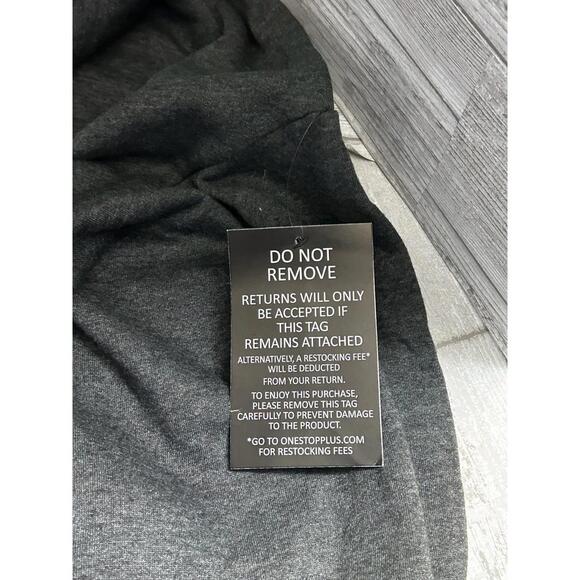 DO NOT
REMOVE
RETURNS WILL ONLY
BE ACCEPTED IF
THIS TAG
REMAINS ATTACHED
ALTERNATIVELY, A RESTOCKING FEE*
WILL BE DEDUCTED
FROM YOUR RETURN.
TO ENJOY THIS PURCHASE,
PLEASE REMOVE THIS TAG
CAREFULLY TO PREVENT DAMAGE
TO THE PRODUCT.
*GO TO ONESTOPPLUS.COM
FOR RESTOCKING FEES